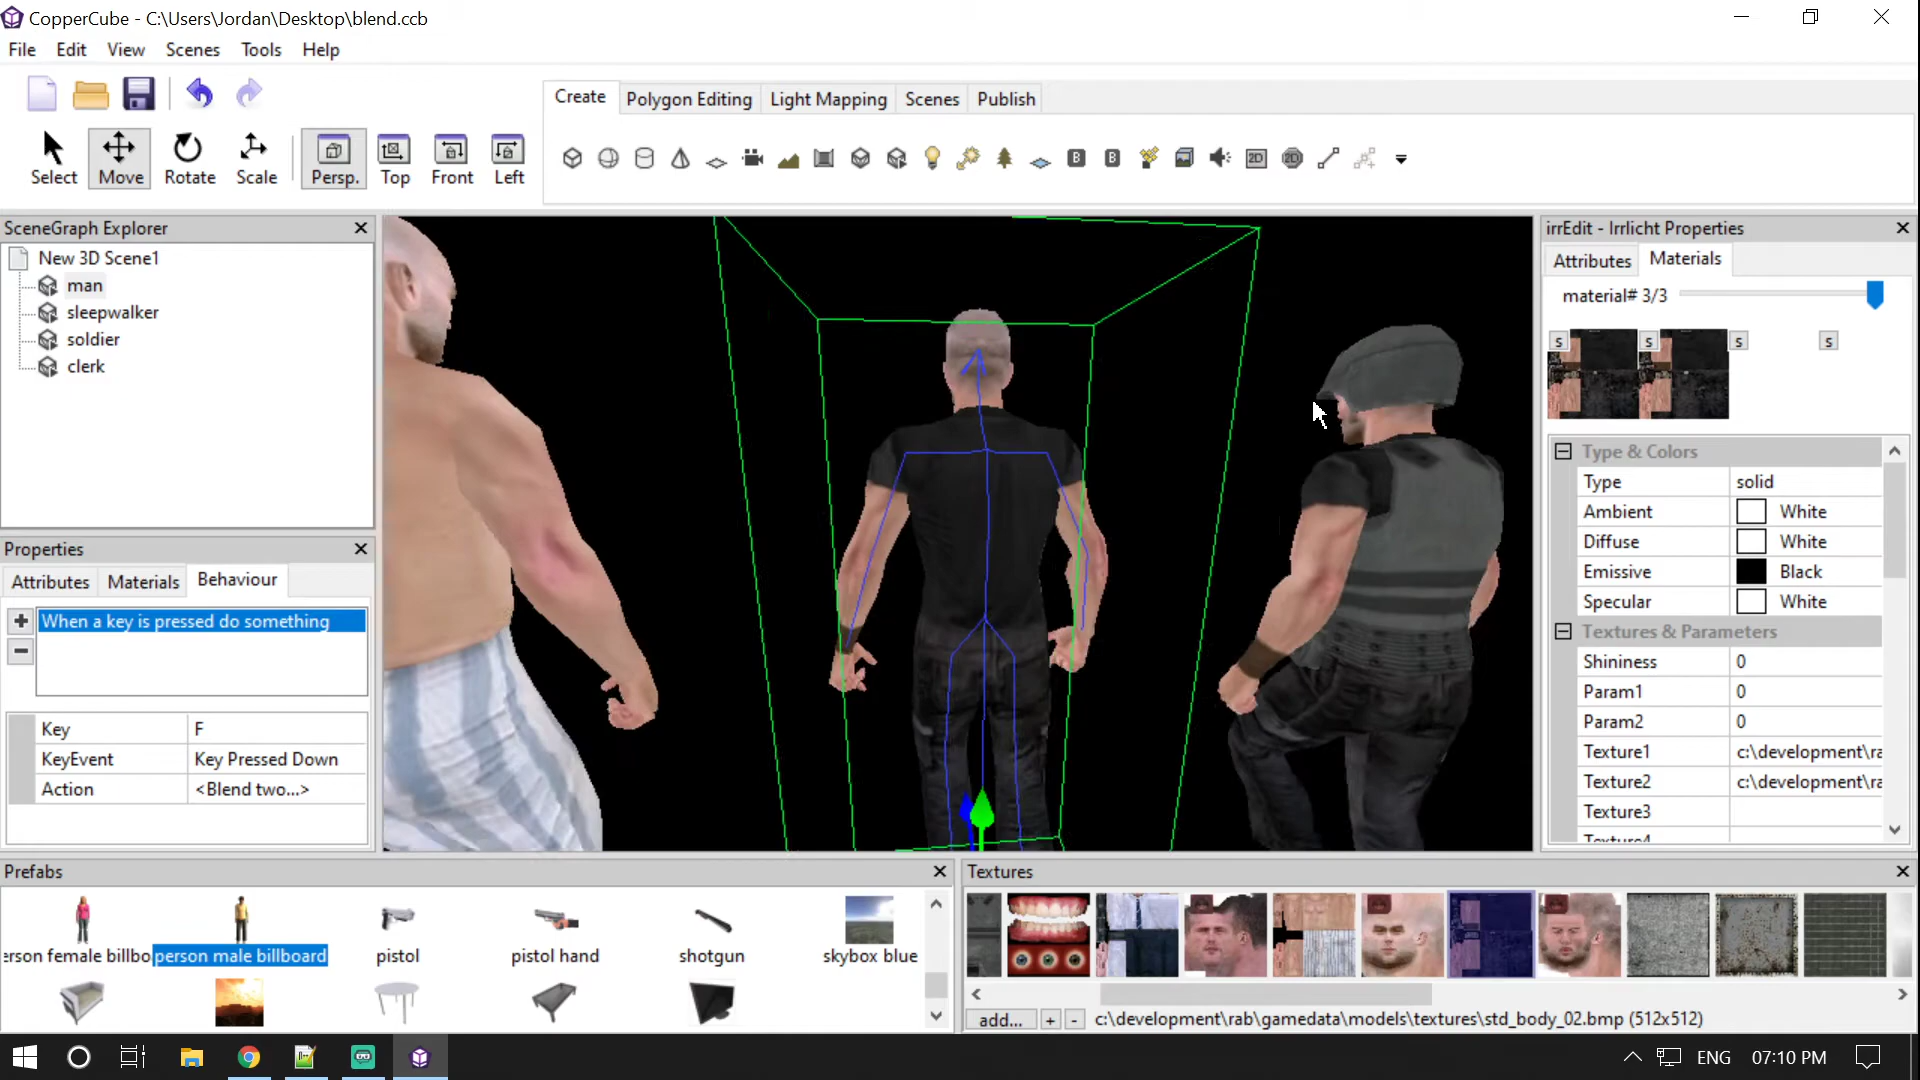 CopperCube - C:\Users\Jordan\Desktop\blend.ccb
File Edit View Scenes Tools Help
Create Polygon Editing Light Mapping Scenes Publish
Select Move Rotate Scale Persp. Top Front Left
B B 2D 2D
SceneGraph Explorer
New 3D Scene1
man
sleepwalker
soldier
clerk
Properties
Attributes Materials Behaviour
When a key is pressed do something
Key F
KeyEvent Key Pressed Down
Action <Blend two...>
irrEdit - Irrlicht Properties
Attributes Materials
material# 3/3
s s s s
Type & Colors
Type solid
Ambient White
Diffuse White
Emissive Black
Specular White
Textures & Parameters
Shininess 0
Param1 0
Param2 0
Texture1 c:\development\ra
Texture2 c:\development\ra
Texture3
Texture4
Prefabs
erson female billbo person male billboard pistol pistol hand shotgun skybox blue
Textures
add... + - c:\development\rab\gamedata\models\textures\std_body_02.bmp (512x512)
ENG 07:10 PM